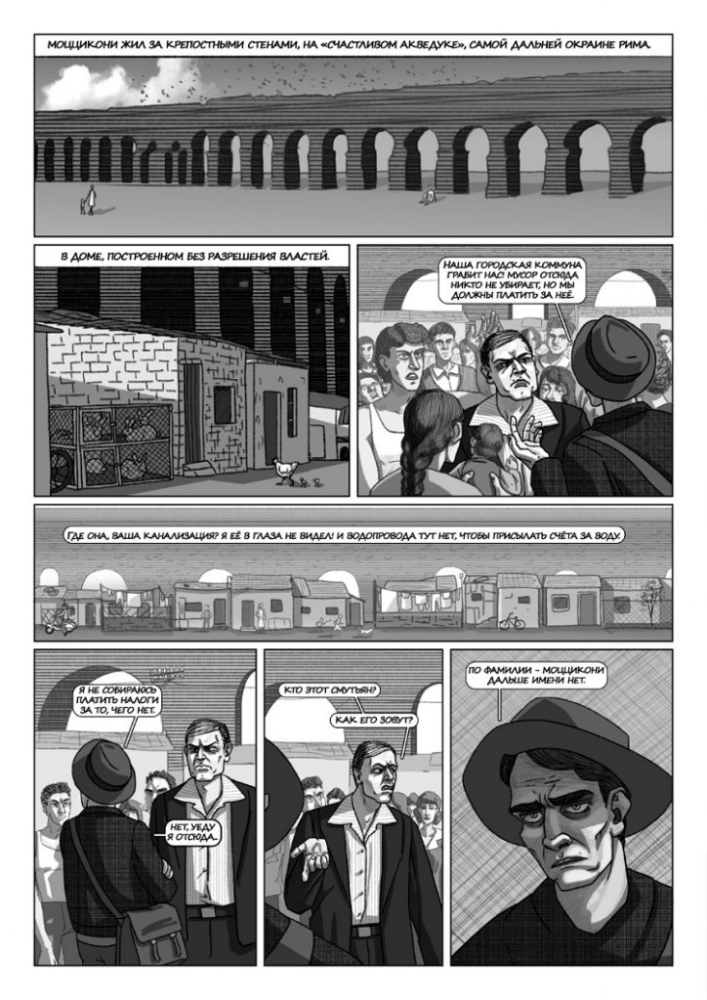 МОЦЦИКОНИ ЖИЛ ЗА КРЕПОСТНЫМИ СТЕНАМИ, НА «СЧАСТЛИВОМ АКВЕДУКЕ», САМОЙ ДАЛЬНЕЙ ОКРАИНЕ РИМА.
В ДОМЕ, ПОСТРОЕННОМ БЕЗ РАЗРЕШЕНИЯ ВЛАСТЕЙ.
НАША ГОРОДСКАЯ КОММУНА
ГРАБИТ НАС! МУСОР ОТСЮДА
НИКТО НЕ УБИРАЕТ, НО МЫ
ДОЛЖНЫ ПЛАТИТЬ ЗА НЕЁ.
ГДЕ ОНА, ВАША КАНАЛИЗАЦИЯ? Я ЕЁ В ГЛАЗА НЕ ВИДЕЛ! И ВОДОПРОВОДА ТУТ НЕТ, ЧТОБЫ ПРИСЫЛАТЬ СЧЁТА ЗА ВОДУ.
Я НЕ СОБИРАЮСЬ
ПЛАТИТЬ НАЛОГИ
ЗА ТО, ЧЕГО НЕТ.
НЕТ, УЕДУ
Я ОТСЮДА...
КТО ЭТОТ СМУТЬЯН?
КАК ЕГО ЗОВУТ?
ПО ФАМИЛИИ - МОЦЦИКОНИ
ДАЛЬШЕ ИМЕНИ НЕТ.